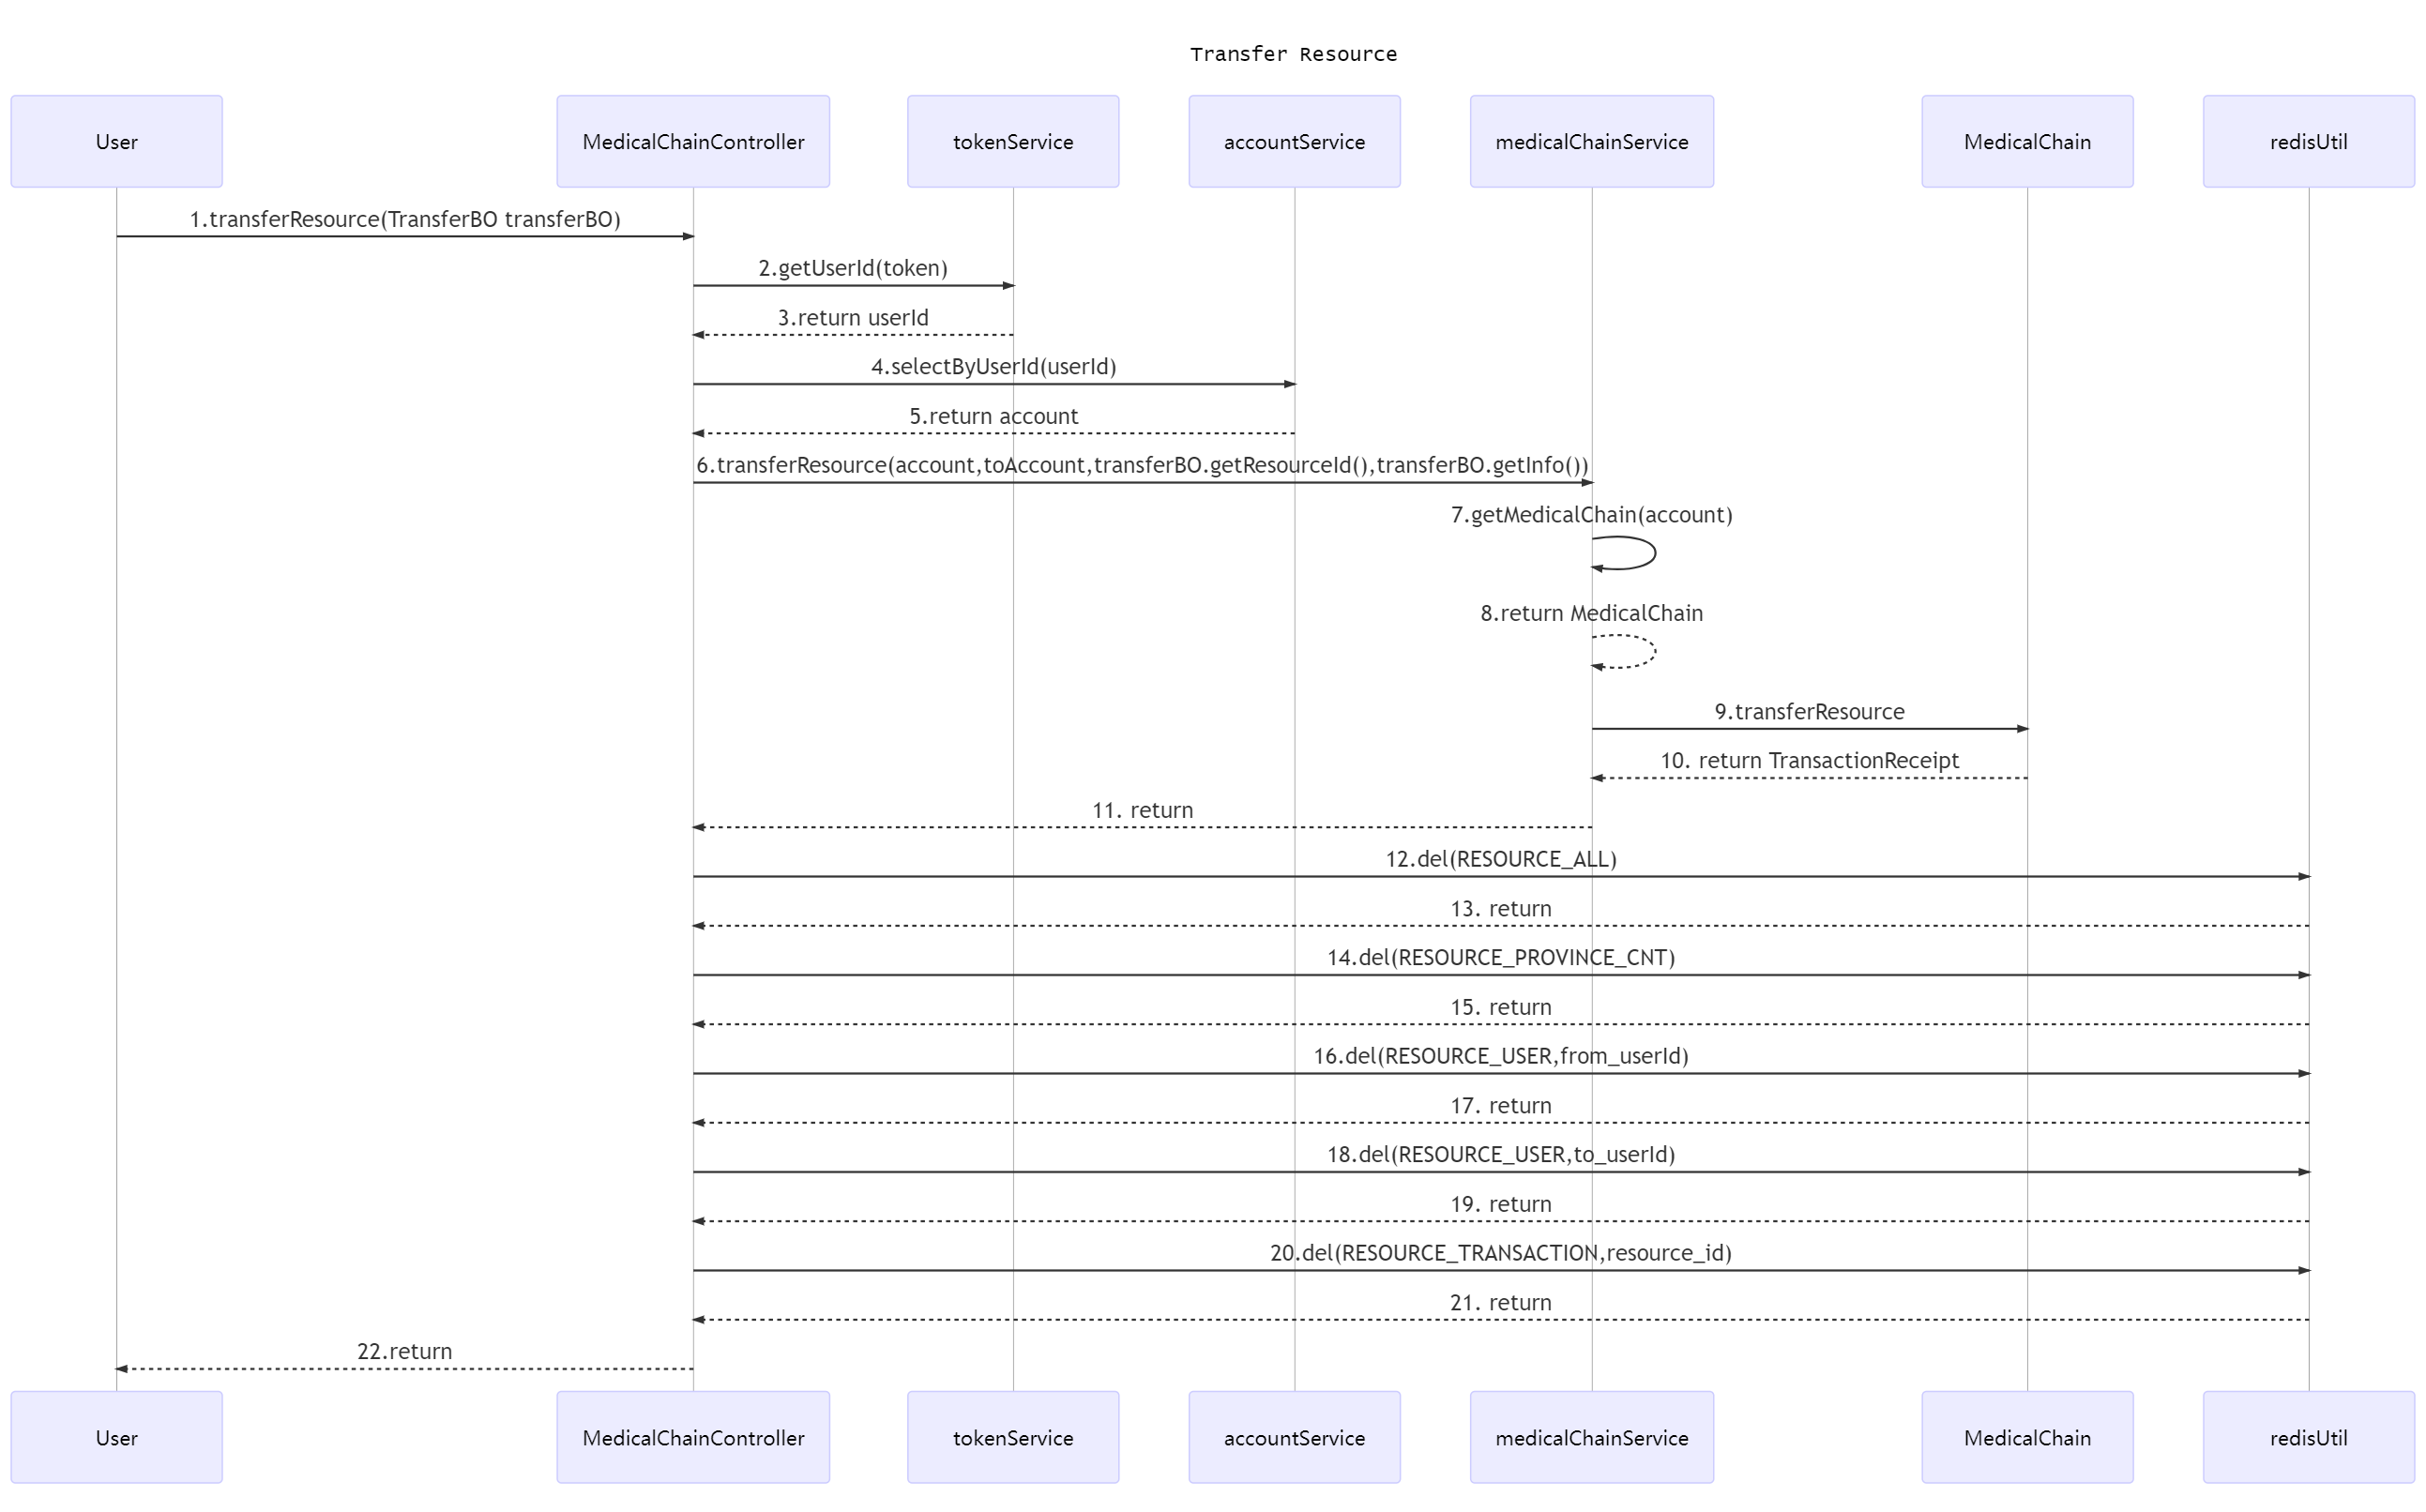 Transfer Resource
User
MedicalChainController
tokenService
accountService
medicalChainService
MedicalChain
redisUtil
1.transferResource(TransferBO transferBO)
2.getUserId(token)
3.return userId
4.selectByUserId(userId)
5.return account
6.transferResource(account,toAccount,transferBO.getResourceId(),transferBO.getInfo())
7.getMedicalChain(account)
8.return MedicalChain
9.transferResource
10. return TransactionReceipt
11. return
12.del(RESOURCE_ALL)
13. return
14.del(RESOURCE_PROVINCE_CNT)
15. return
16.del(RESOURCE_USER,from_userId)
17. return
18.del(RESOURCE_USER,to_userId)
19. return
20.del(RESOURCE_TRANSACTION,resource_id)
21. return
22.return
User
MedicalChainController
tokenService
accountService
medicalChainService
MedicalChain
redisUtil